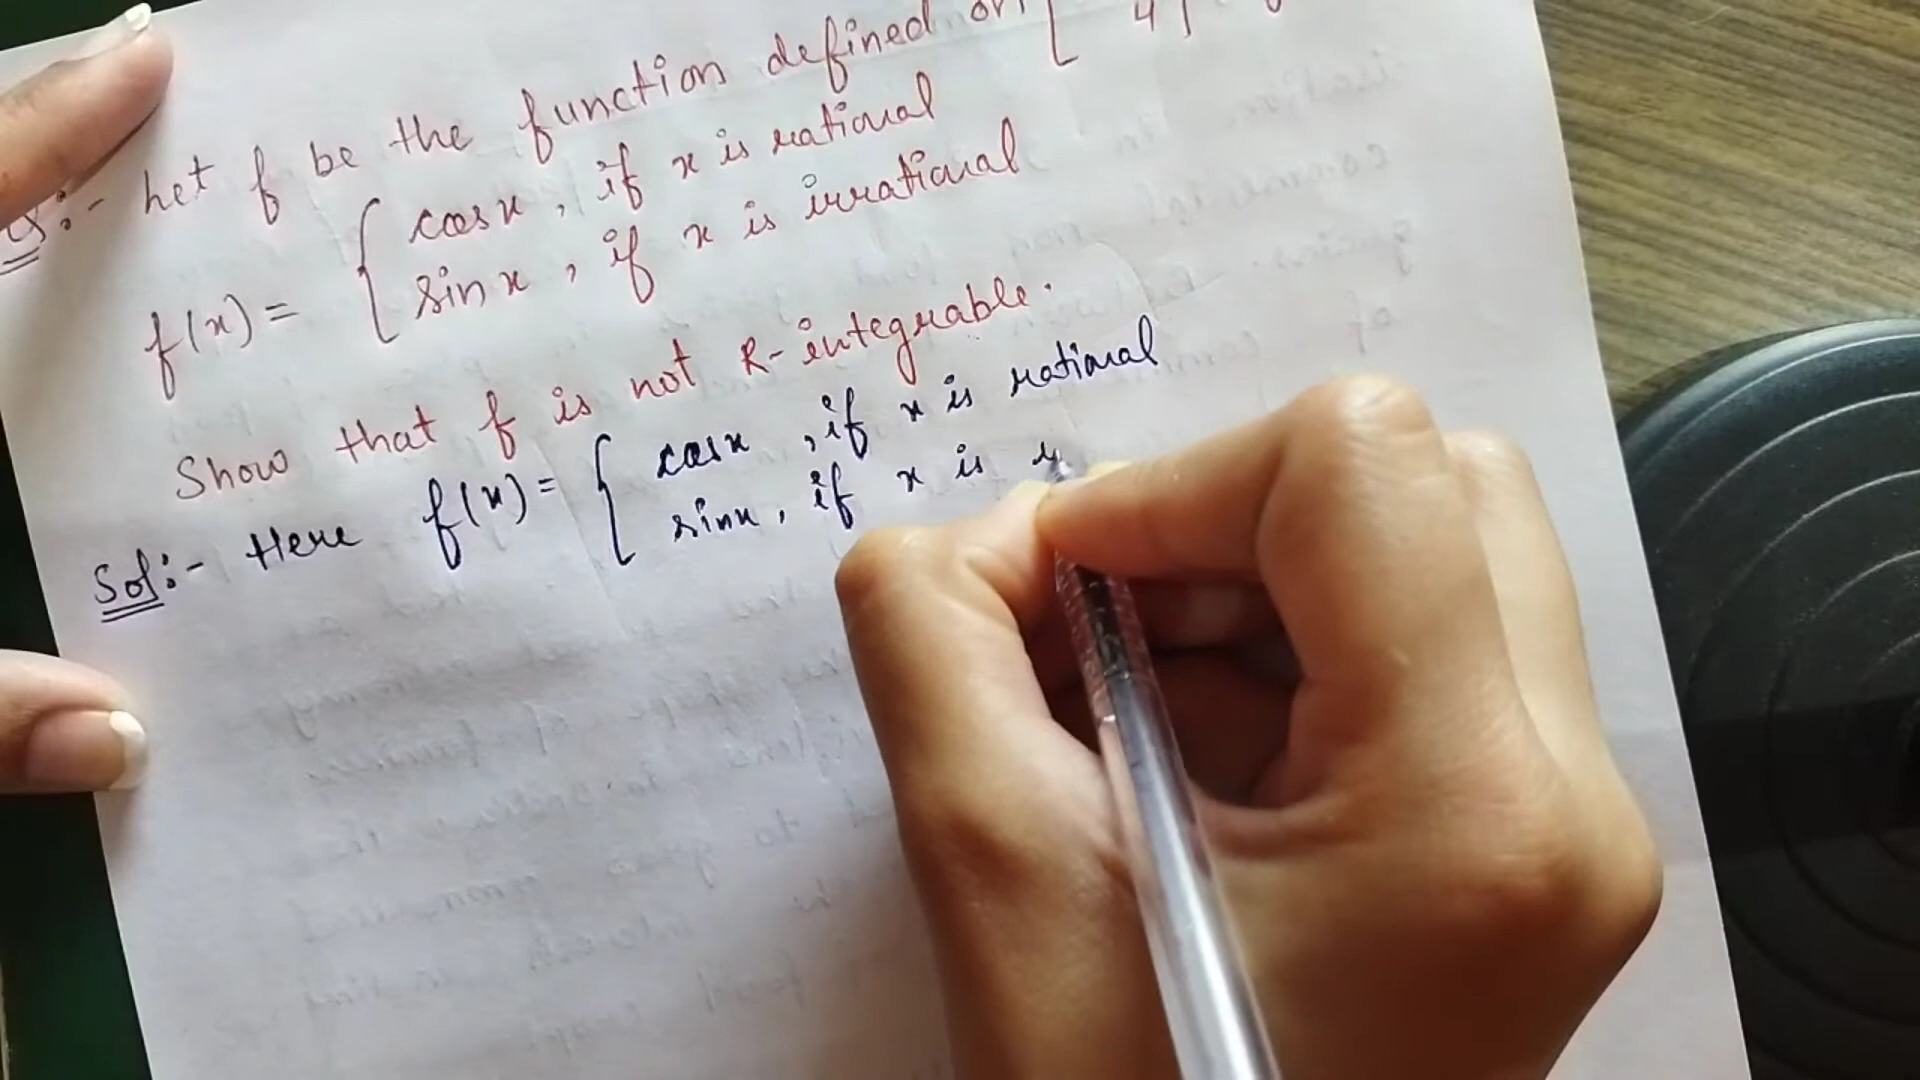 :- Let f be the function defined on [ 4]
f(x) = { cos x, if x is rational
sin x, if x is irrational
Show that f is not R-integrable.
Sol:- Here f(x) = { cos x, if x is rational
sin x, if x is